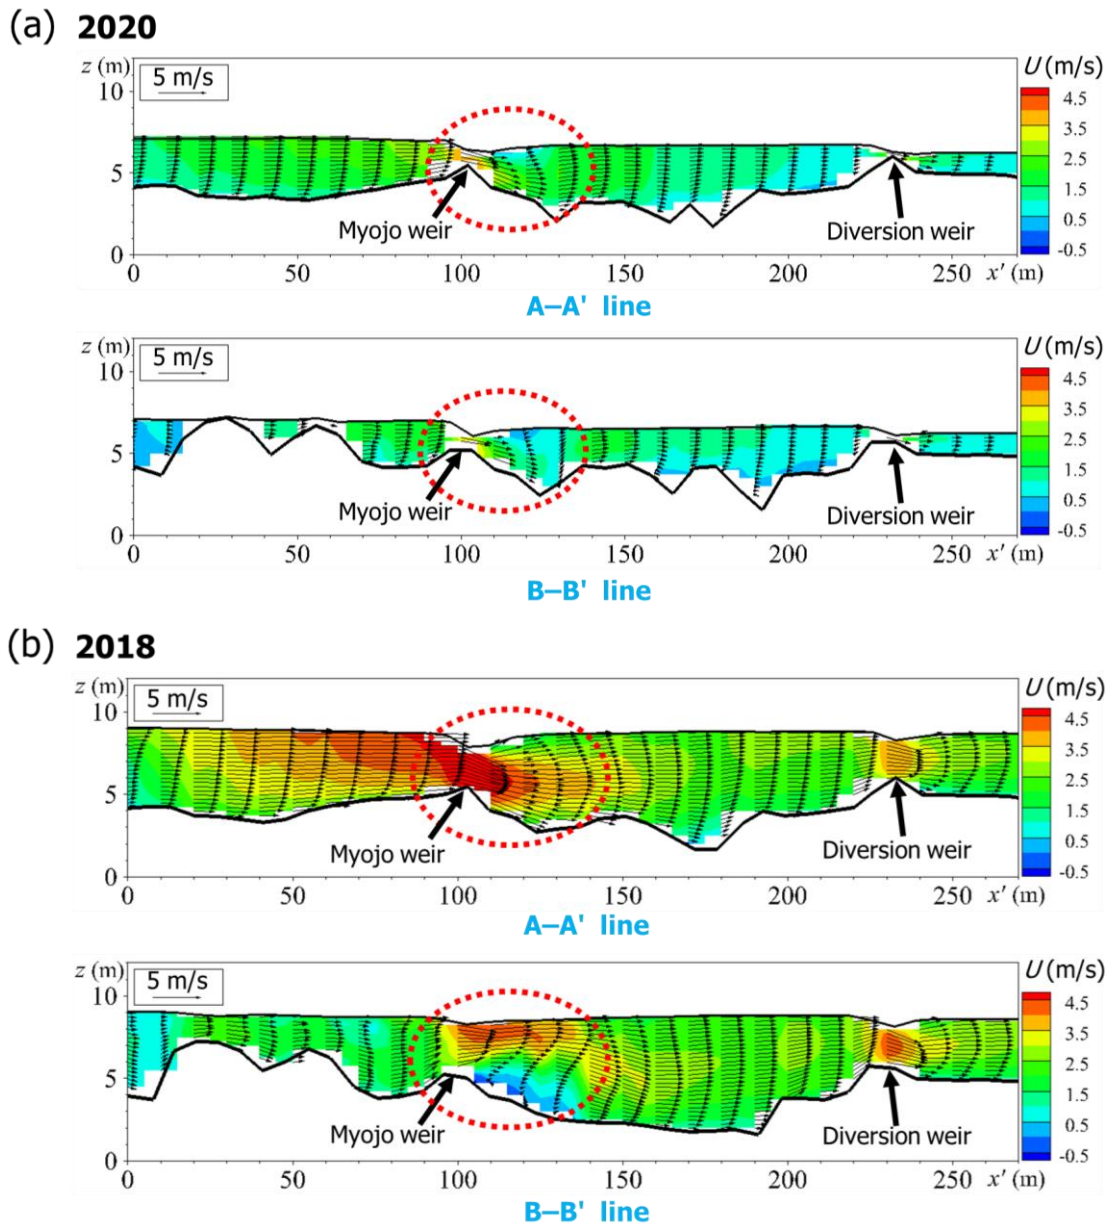 (a) 2020
z (m)
U (m/s)
5 m/s
10
5
0
4.5
3.5
2.5
1.5
0.5
-0.5
Myojo weir
Diversion weir
0 50 100 150 200 250 x′ (m)
A–A' line
z (m)
U (m/s)
5 m/s
10
5
0
4.5
3.5
2.5
1.5
0.5
-0.5
Myojo weir
Diversion weir
0 50 100 150 200 250 x′ (m)
B–B' line
(b) 2018
z (m)
U (m/s)
5 m/s
10
5
0
4.5
3.5
2.5
1.5
0.5
-0.5
Myojo weir
Diversion weir
0 50 100 150 200 250 x′ (m)
A–A' line
z (m)
U (m/s)
5 m/s
10
5
0
4.5
3.5
2.5
1.5
0.5
-0.5
Myojo weir
Diversion weir
0 50 100 150 200 250 x′ (m)
B–B' line